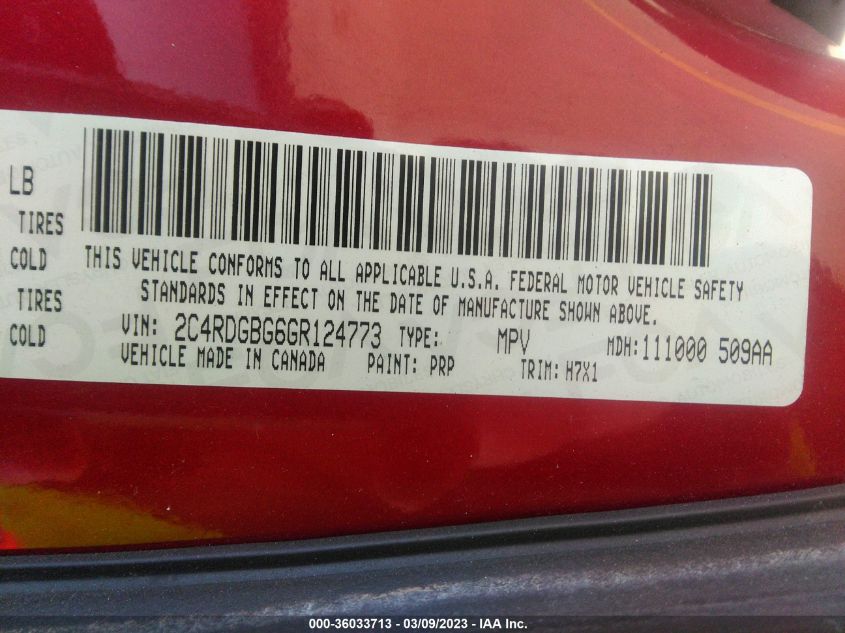 LB
TIRES
COLD
THIS VEHICLE CONFORMS TO ALL APPLICABLE U.S.A. FEDERAL MOTOR VEHICLE SAFETY
TIRES
STANDARDS IN EFFECT ON THE DATE OF MANUFACTURE SHOWN ABOVE.
COLD
VIN: 2C4RDGBG6GR124773 TYPE: MPV MDH: 111000 509AA
VEHICLE MADE IN CANADA PAINT: PRP TRIM: H7X1
000-36033713 - 03/09/2023 - IAA Inc.